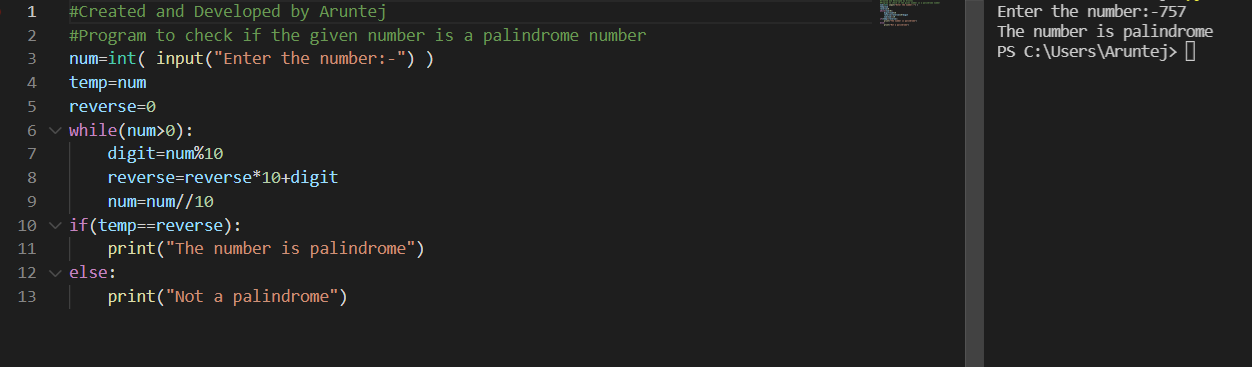 1 #Created and Developed by Aruntej
2 #Program to check if the given number is a palindrome number
3 num=int( input("Enter the number:-") )
4 temp=num
5 reverse=0
6 while(num>0):
7     digit=num%10
8     reverse=reverse*10+digit
9     num=num//10
10 if(temp==reverse):
11     print("The number is palindrome")
12 else:
13     print("Not a palindrome")
Enter the number:-757
The number is palindrome
PS C:\Users\Aruntej>